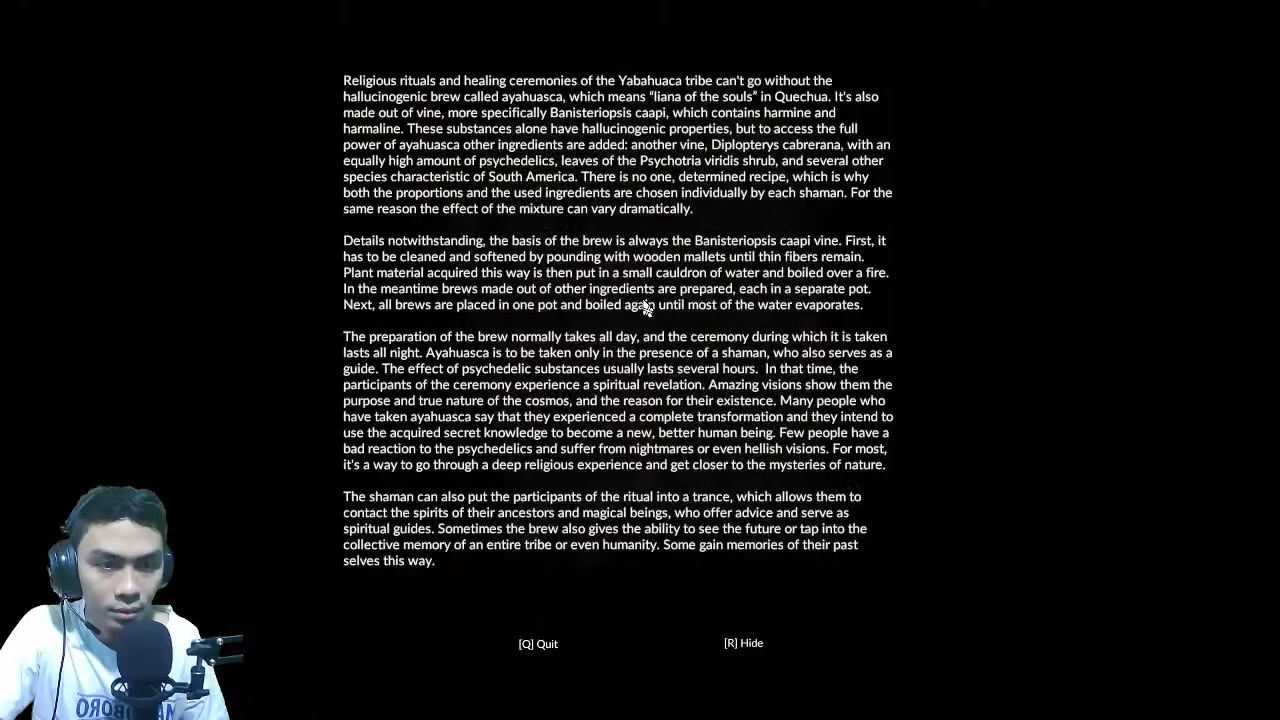 Religious rituals and healing ceremonies of the Yabahuaca tribe can't go without the
hallucinogenic brew called ayahuasca, which means “liana of the souls” in Quechua. It's also
made out of vine, more specifically Banisteriopsis caapi, which contains harmine and
harmaline. These substances alone have hallucinogenic properties, but to access the full
power of ayahuasca other ingredients are added: another vine, Diplopterys cabrerana, with an
equally high amount of psychedelics, leaves of the Psychotria viridis shrub, and several other
species characteristic of South America. There is no one, determined recipe, which is why
both the proportions and the used ingredients are chosen individually by each shaman. For the
same reason the effect of the mixture can vary dramatically.
Details notwithstanding, the basis of the brew is always the Banisteriopsis caapi vine. First, it
has to be cleaned and softened by pounding with wooden mallets until thin fibers remain.
Plant material acquired this way is then put in a small cauldron of water and boiled over a fire.
In the meantime brews made out of other ingredients are prepared, each in a separate pot.
Next, all brews are placed in one pot and boiled again until most of the water evaporates.
The preparation of the brew normally takes all day, and the ceremony during which it is taken
lasts all night. Ayahuasca is to be taken only in the presence of a shaman, who also serves as a
guide. The effect of psychedelic substances usually lasts several hours.  In that time, the
participants of the ceremony experience a spiritual revelation. Amazing visions show them the
purpose and true nature of the cosmos, and the reason for their existence. Many people who
have taken ayahuasca say that they experienced a complete transformation and they intend to
use the acquired secret knowledge to become a new, better human being. Few people have a
bad reaction to the psychedelics and suffer from nightmares or even hellish visions. For most,
it's a way to go through a deep religious experience and get closer to the mysteries of nature.
The shaman can also put the participants of the ritual into a trance, which allows them to
contact the spirits of their ancestors and magical beings, who offer advice and serve as
spiritual guides. Sometimes the brew also gives the ability to see the future or tap into the
collective memory of an entire tribe or even humanity. Some gain memories of their past
selves this way.
[Q] Quit
[R] Hide